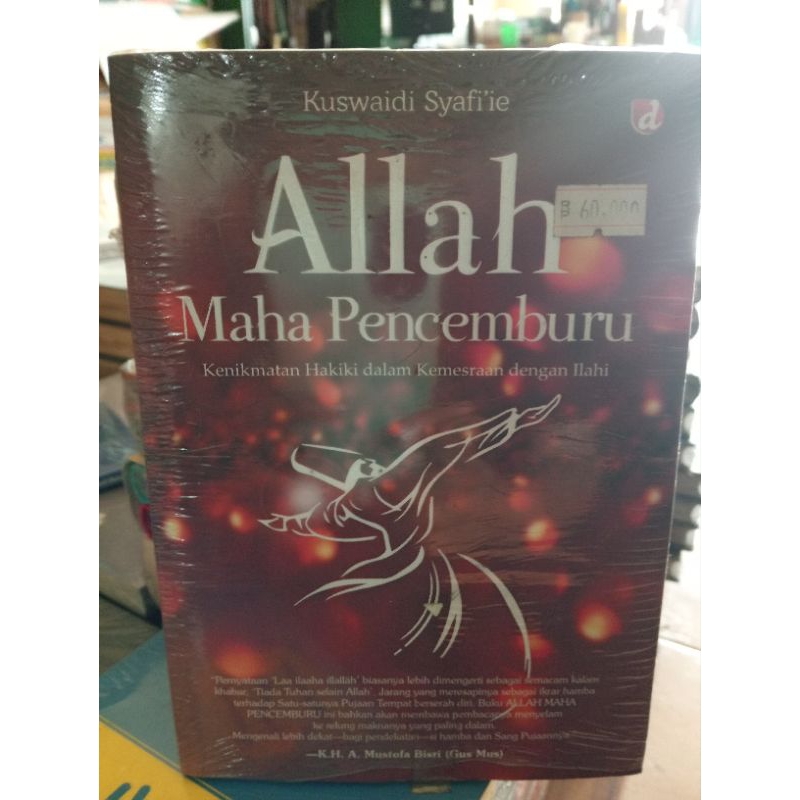 Kuswaidi Syafi'ie
d
Allah
60.000
Maha Pencemburu
Kenikmatan Hakiki dalam Kemesraan dengan Ilahi
"Pernyataan 'Laa ilaaha illallah' biasanya lebih dimengerti sebagai semacam kalam
khabar, 'Tiada Tuhan selain Allah'. Jarang yang meresapinya sebagai ikrar hamba
terhadap Satu-satunya Pujaan Tempat berserah diri. Buku ALLAH MAHA
PENCEMBURU ini bahkan akan membawa pembacanya menyelam
ke relung maknanya yang paling dalam.
Mengenali lebih dekat—bagi pendekatan—si hamba dan Sang Pujaannya."
—K.H. A. Mustofa Bisri (Gus Mus)